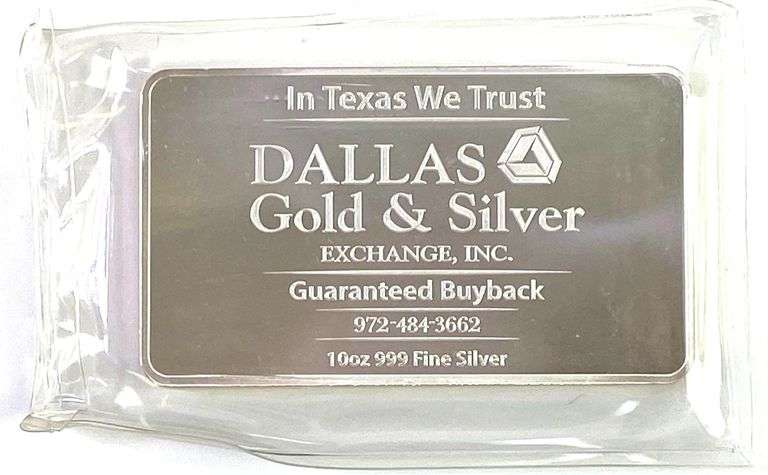 In Texas We Trust
DALLAS
Gold & Silver
EXCHANGE, INC.
Guaranteed Buyback
972-484-3662
10oz 999 Fine Silver